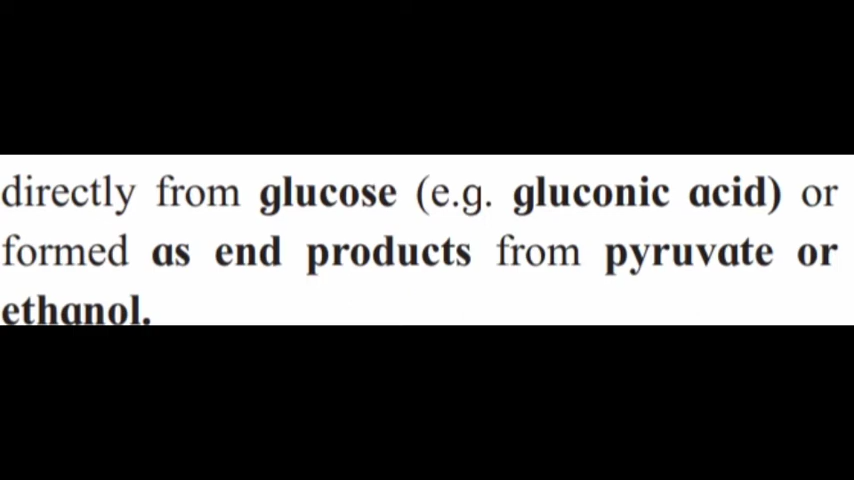 directly from glucose (e.g. gluconic acid) or
formed as end products from pyruvate or
ethanol.